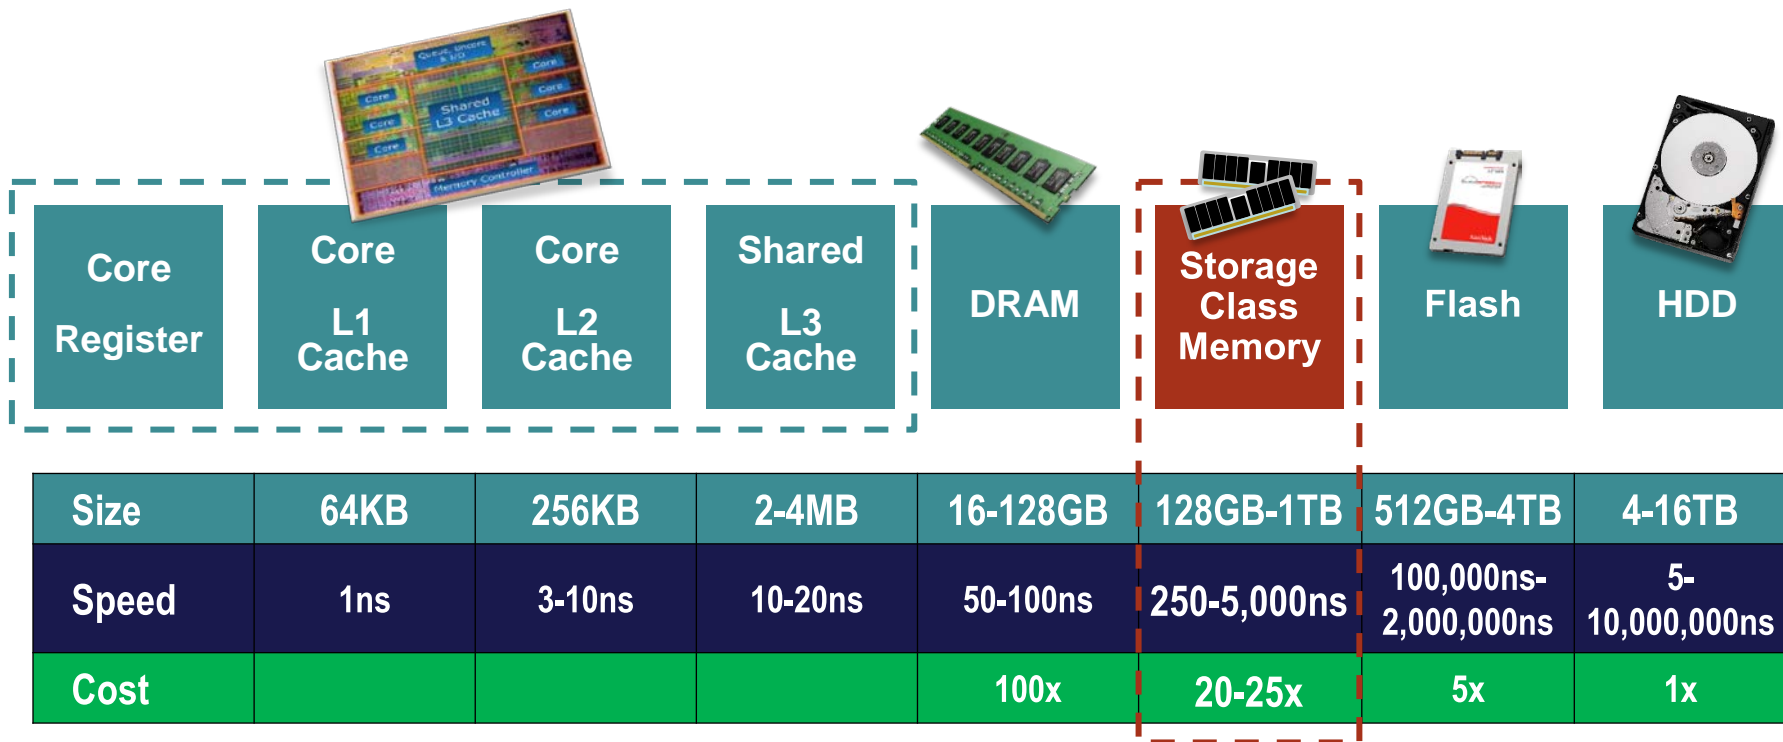 Queue, Uncore
& I/O
Core
Core
Core
Shared
L3 Cache
Core
Core
Core
Memory Controller
Core
Register
Core
L1
Cache
Core
L2
Cache
Shared
L3
Cache
DRAM
Storage
Class
Memory
Flash
HDD
Size 64KB 256KB 2-4MB 16-128GB 128GB-1TB 512GB-4TB 4-16TB
Speed 1ns 3-10ns 10-20ns 50-100ns 250-5,000ns 100,000ns-
2,000,000ns 5-
10,000,000ns
Cost 100x 20-25x 5x 1x